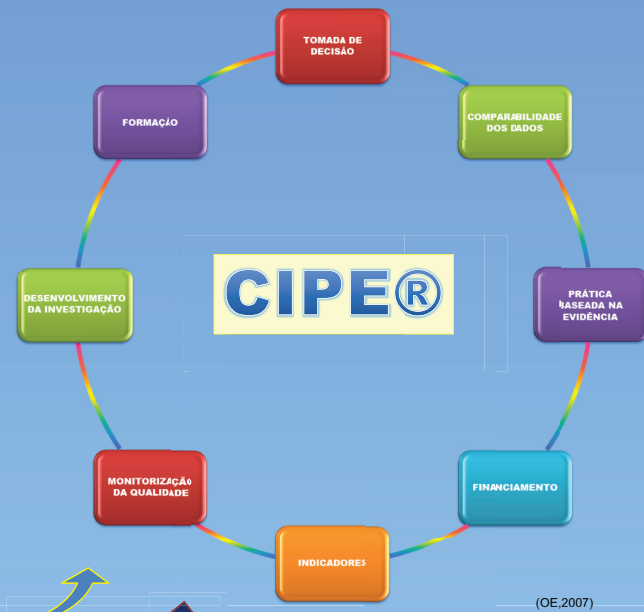 TOMADA DE
DECISÃO
COMPARABILIDADE
DOS DADOS
PRÁTICA
BASEADA NA
EVIDÊNCIA
FINANCIAMENTO
INDICADORES
MONITORIZAÇÃO
DA QUALIDADE
DESENVOLVIMENTO
DA INVESTIGAÇÃO
FORMAÇÃO
CIPE®
(OE,2007)